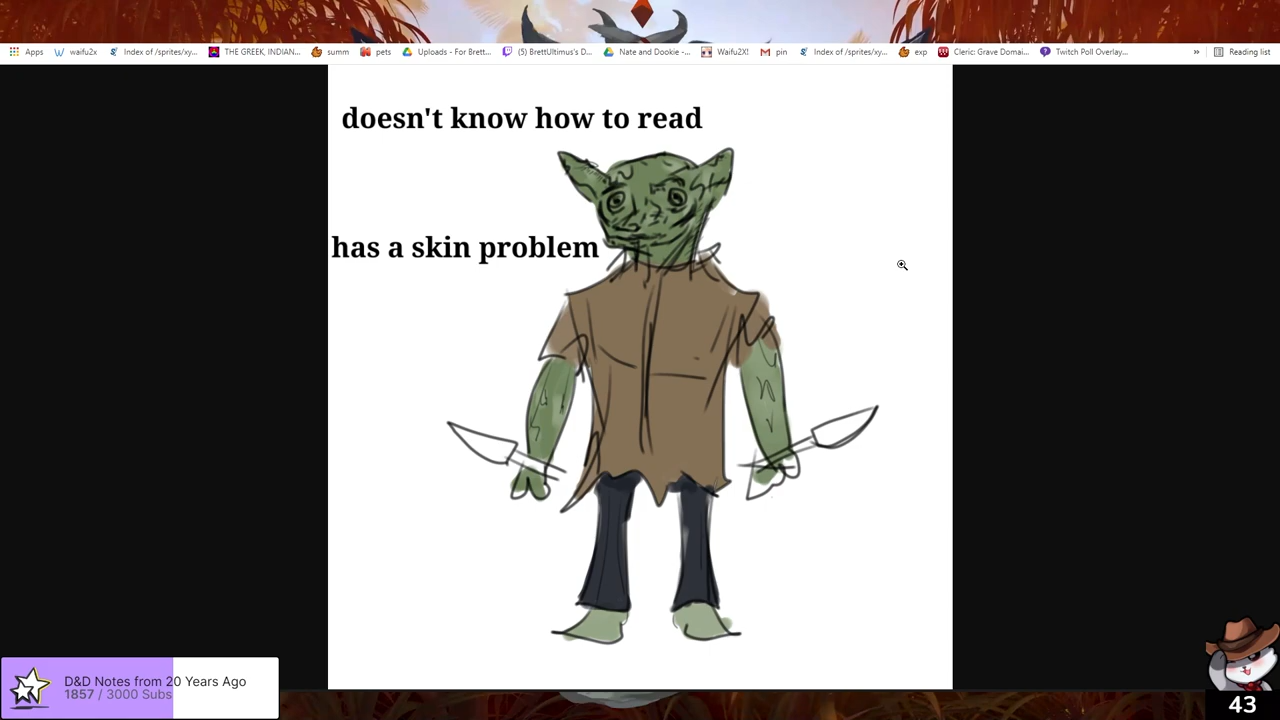 Apps
waifu2x
Index of /sprites/xy...
THE GREEK, INDIAN...
summ
pets
Uploads - For Brett...
(5) BrettUltimus's D...
Nate and Dookie -...
Waifu2X!
pin
Index of /sprites/xy...
exp
Cleric: Grave Domai...
Twitch Poll Overlay...
»
Reading list
doesn't know how to read
has a skin problem
D&D Notes from 20 Years Ago
1857 / 3000 Subs
43